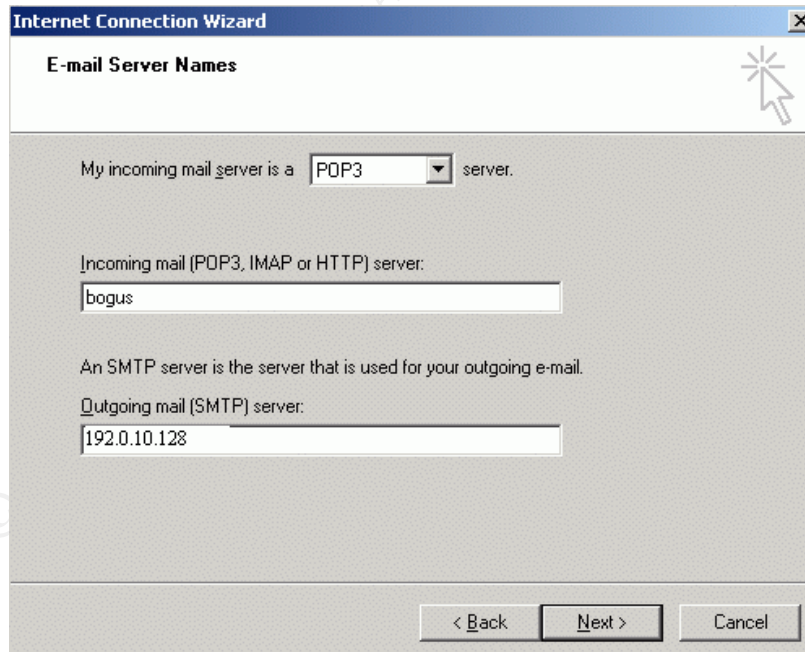 Internet Connection Wizard
E-mail Server Names
My incoming mail server is a POP3 server.
Incoming mail (POP3, IMAP or HTTP) server:
bogus
An SMTP server is the server that is used for your outgoing e-mail.
Outgoing mail (SMTP) server:
192.0.10.128
< Back Next > Cancel